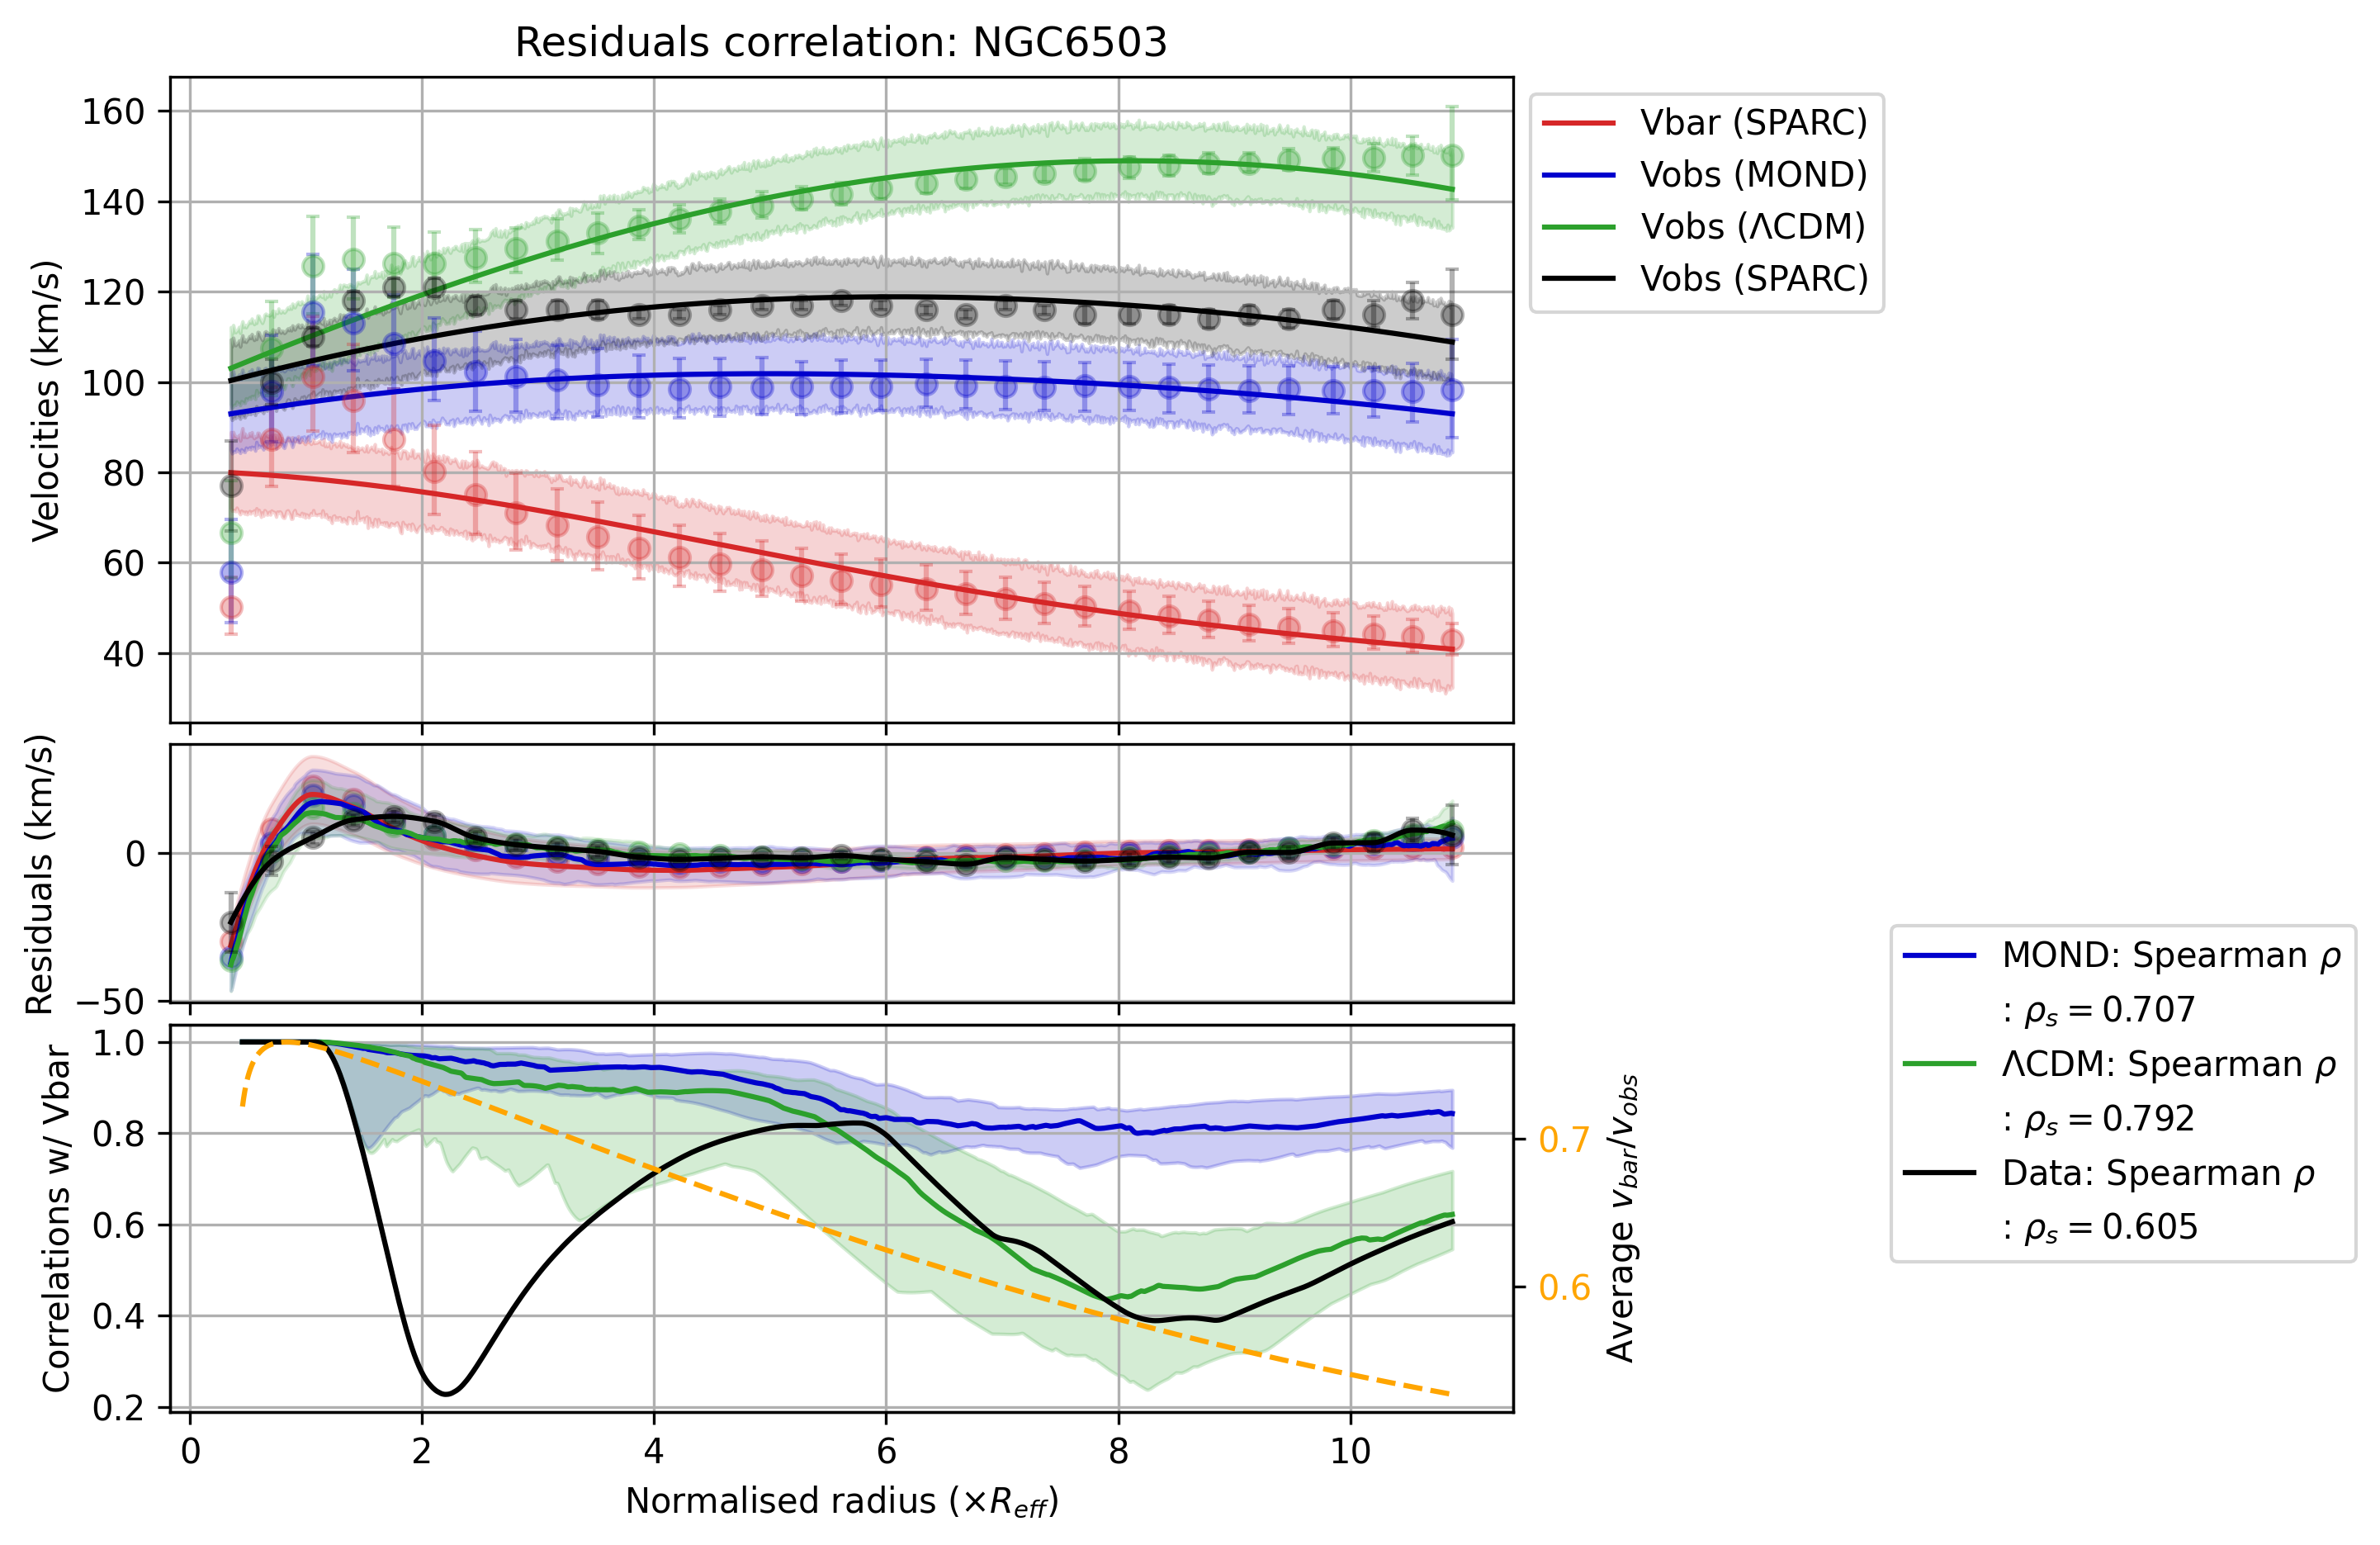 Residuals correlation: NGC6503
160
140
120
100
80
60
40
Velocities (km/s)
Vbar (SPARC)
Vobs (MOND)
Vobs (ΛCDM)
Vobs (SPARC)
0
−50
Residuals (km/s)
1.0
0.8
0.6
0.4
0.2
Correlations w/ Vbar
0.7
0.6
Average v_bar/v_obs
MOND: Spearman ρ
: ρ_s = 0.707
ΛCDM: Spearman ρ
: ρ_s = 0.792
Data: Spearman ρ
: ρ_s = 0.605
0 2 4 6 8 10
Normalised radius (×R_eff)